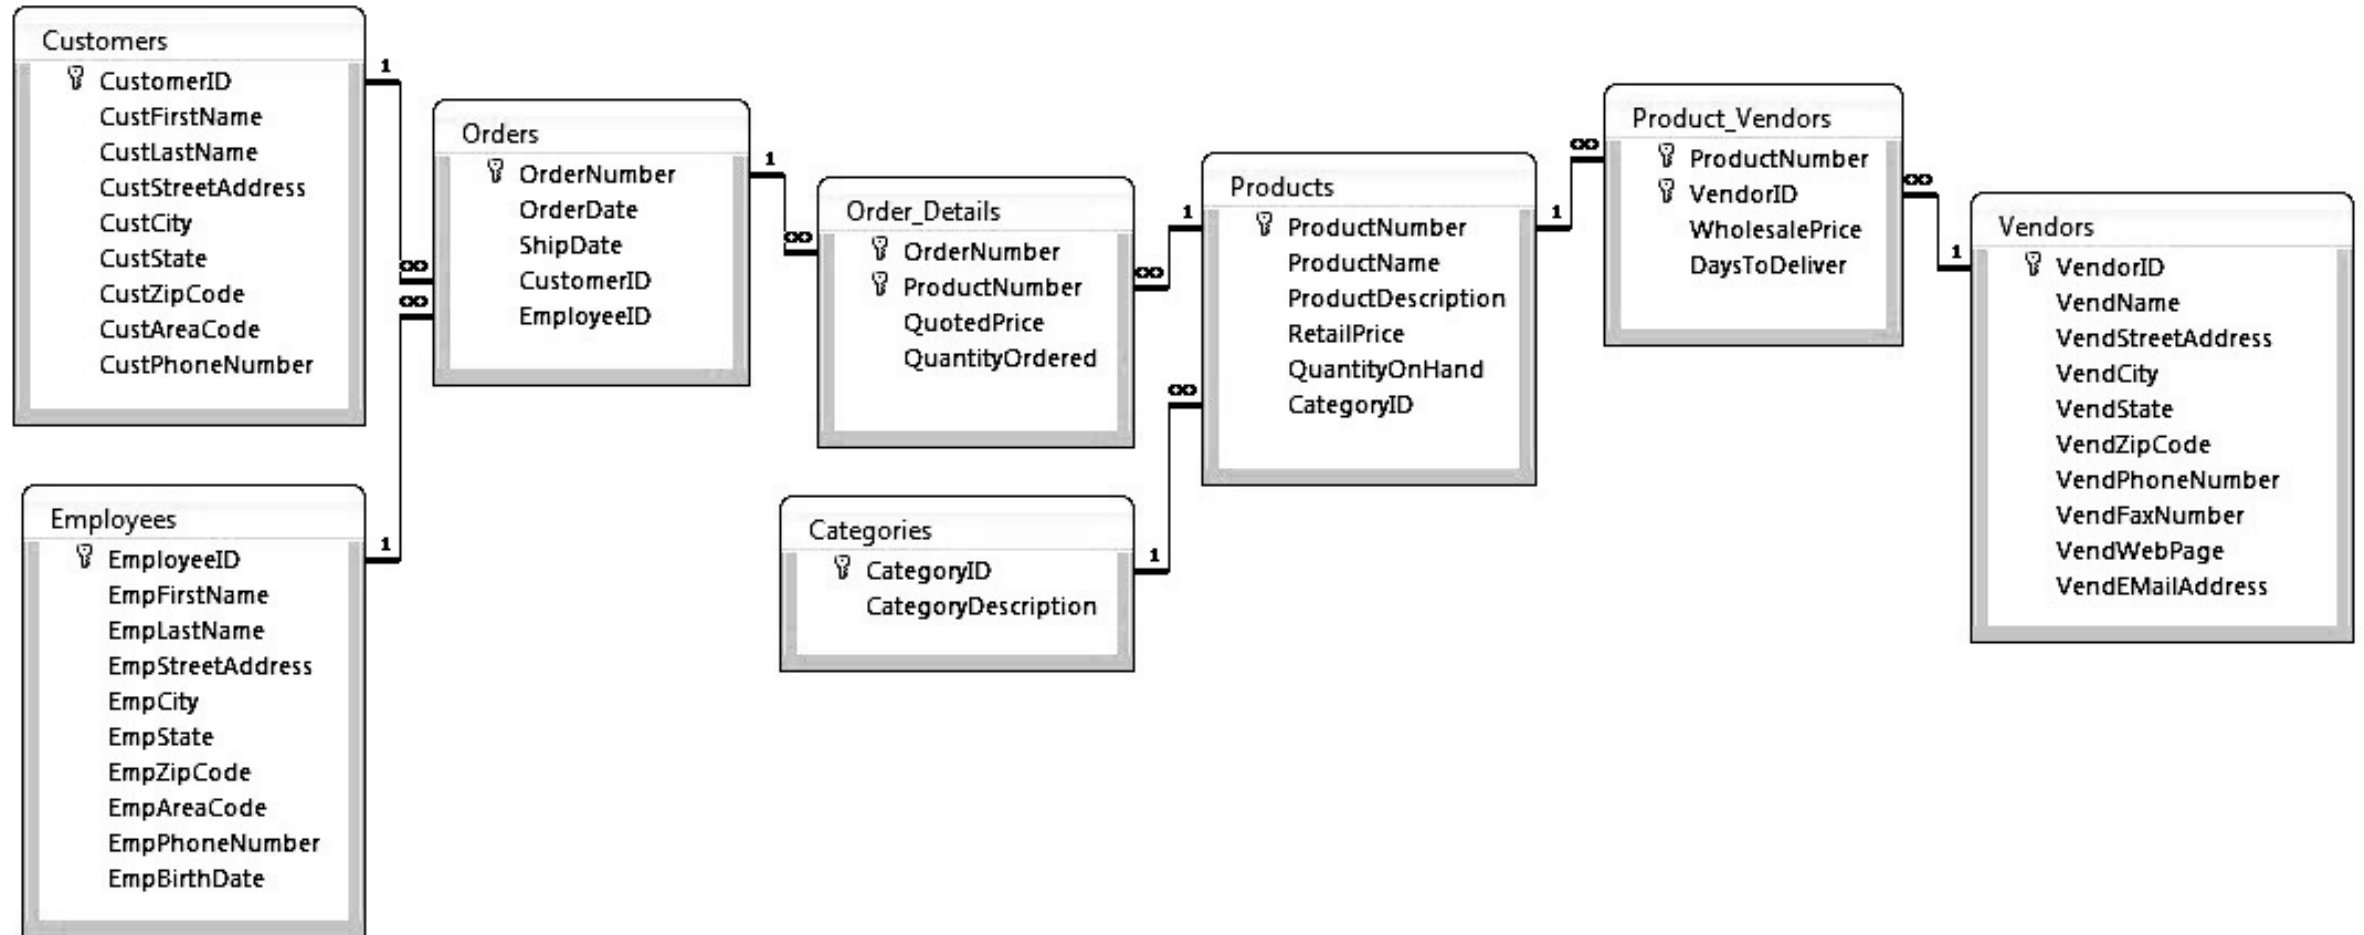 Customers
CustomerID
CustFirstName
CustLastName
CustStreetAddress
CustCity
CustState
CustZipCode
CustAreaCode
CustPhoneNumber
1
∞
Employees
EmployeeID
EmpFirstName
EmpLastName
EmpStreetAddress
EmpCity
EmpState
EmpZipCode
EmpAreaCode
EmpPhoneNumber
EmpBirthDate
1
∞
Orders
OrderNumber
OrderDate
ShipDate
CustomerID
EmployeeID
1
∞
Order_Details
OrderNumber
ProductNumber
QuotedPrice
QuantityOrdered
∞
1
Categories
CategoryID
CategoryDescription
1
∞
Products
ProductNumber
ProductName
ProductDescription
RetailPrice
QuantityOnHand
CategoryID
1
∞
Product_Vendors
ProductNumber
VendorID
WholesalePrice
DaysToDeliver
∞
1
Vendors
VendorID
VendName
VendStreetAddress
VendCity
VendState
VendZipCode
VendPhoneNumber
VendFaxNumber
VendWebPage
VendEMailAddress